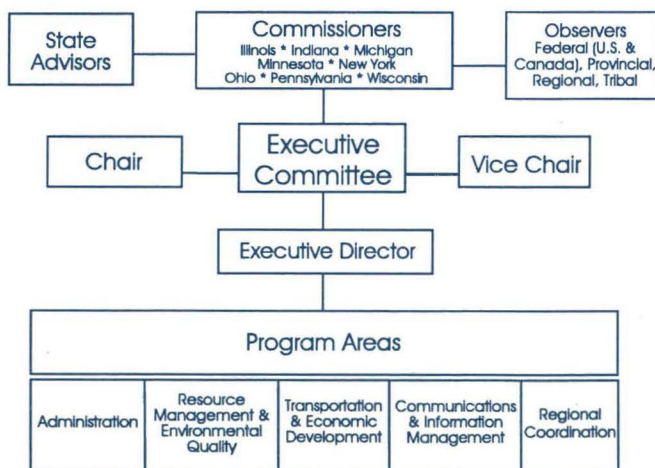 State
Advisors
Commissioners
Illinois * Indiana * Michigan
Minnesota * New York
Ohio * Pennsylvania * Wisconsin
Observers
Federal (U.S. &
Canada), Provincial,
Regional, Tribal
Chair
Executive
Committee
Vice Chair
Executive Director
Program Areas
Administration
Resource
Management &
Environmental
Quality
Transportation
& Economic
Development
Communications
& Information
Management
Regional
Coordination